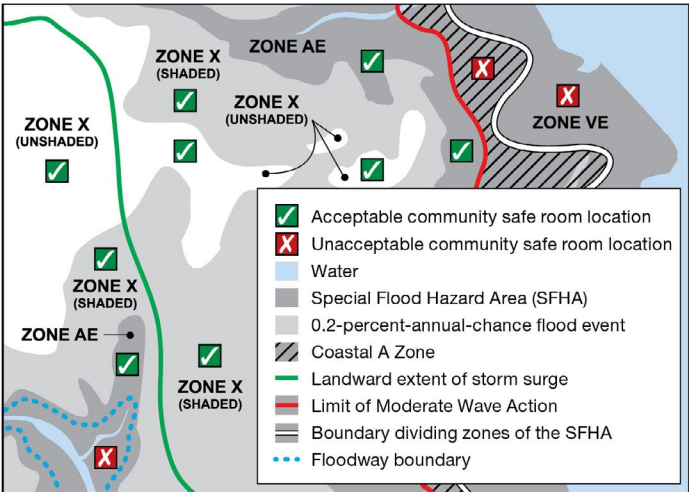 ZONE AE
ZONE X
(SHADED)
ZONE X
(UNSHADED)
ZONE X
(UNSHADED)
ZONE VE
ZONE X
(SHADED)
ZONE AE
ZONE X
(SHADED)
Acceptable community safe room location
Unacceptable community safe room location
Water
Special Flood Hazard Area (SFHA)
0.2-percent-annual-chance flood event
Coastal A Zone
Landward extent of storm surge
Limit of Moderate Wave Action
Boundary dividing zones of the SFHA
Floodway boundary